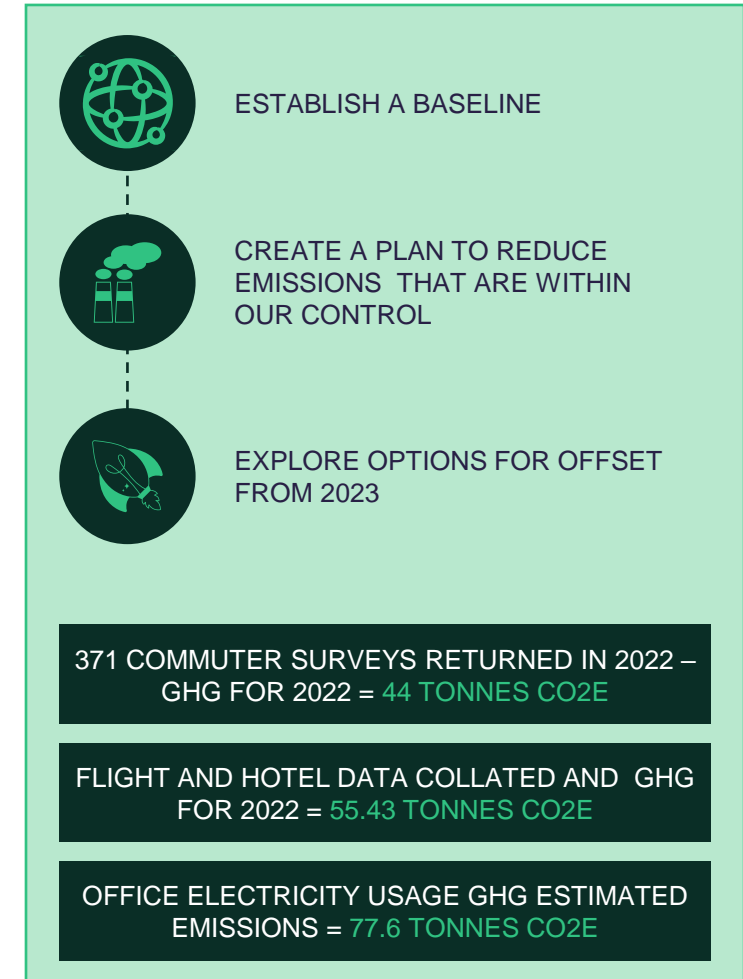 ESTABLISH A BASELINE
CREATE A PLAN TO REDUCE
EMISSIONS THAT ARE WITHIN
OUR CONTROL
EXPLORE OPTIONS FOR OFFSET
FROM 2023
371 COMMUTER SURVEYS RETURNED IN 2022 –
GHG FOR 2022 = 44 TONNES CO2E
FLIGHT AND HOTEL DATA COLLATED AND GHG
FOR 2022 = 55.43 TONNES CO2E
OFFICE ELECTRICITY USAGE GHG ESTIMATED
EMISSIONS = 77.6 TONNES CO2E